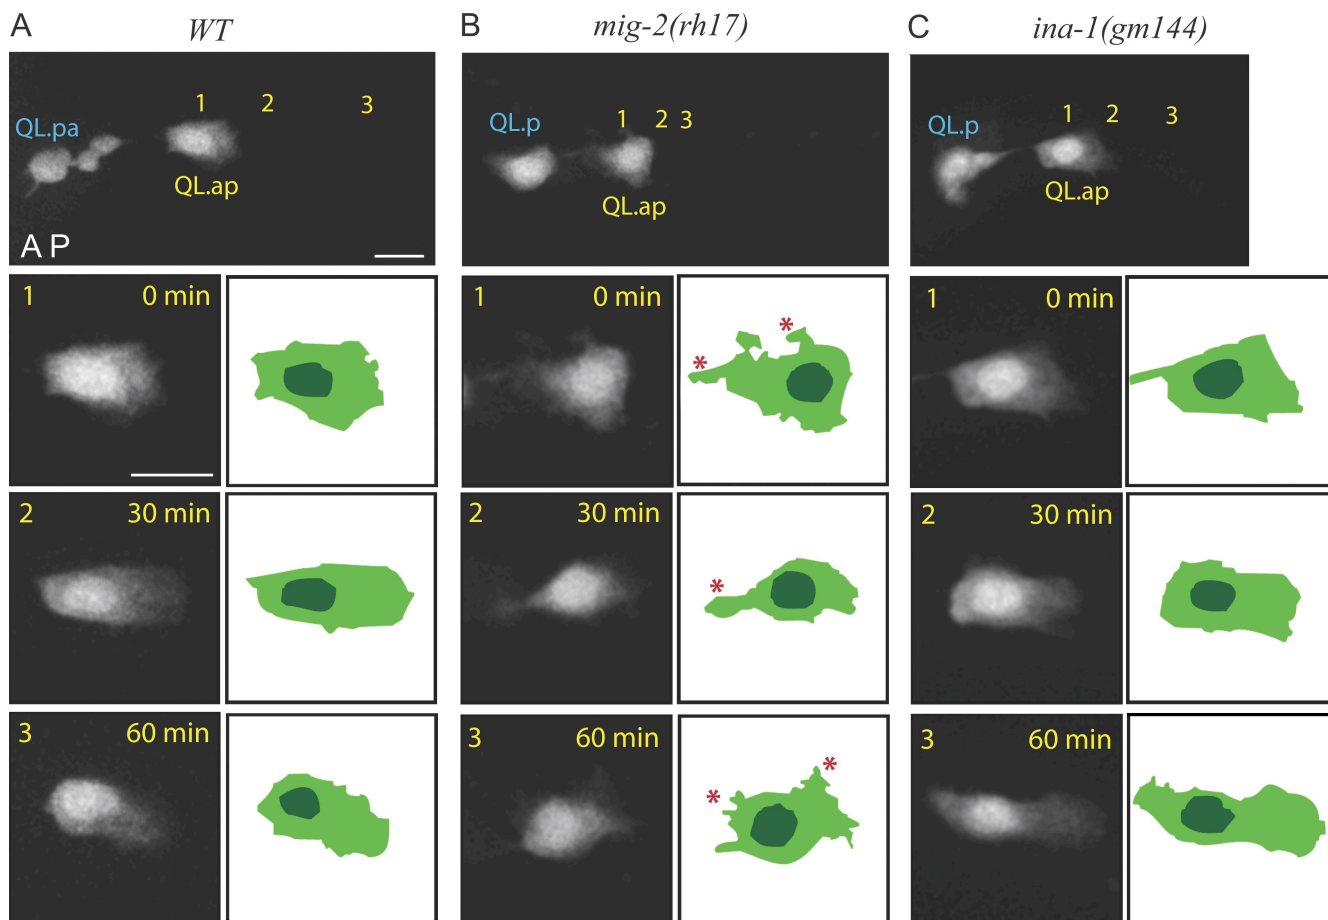 A WT
B mig-2(rh17)
C ina-1(gm144)
1 2 3
QL.pa
QL.ap
A P
1 2 3
QL.p
QL.ap
1 2 3
QL.p
QL.ap
1 0 min
1 0 min
* *
1 0 min
2 30 min
2 30 min
*
2 30 min
3 60 min
3 60 min
* *
3 60 min